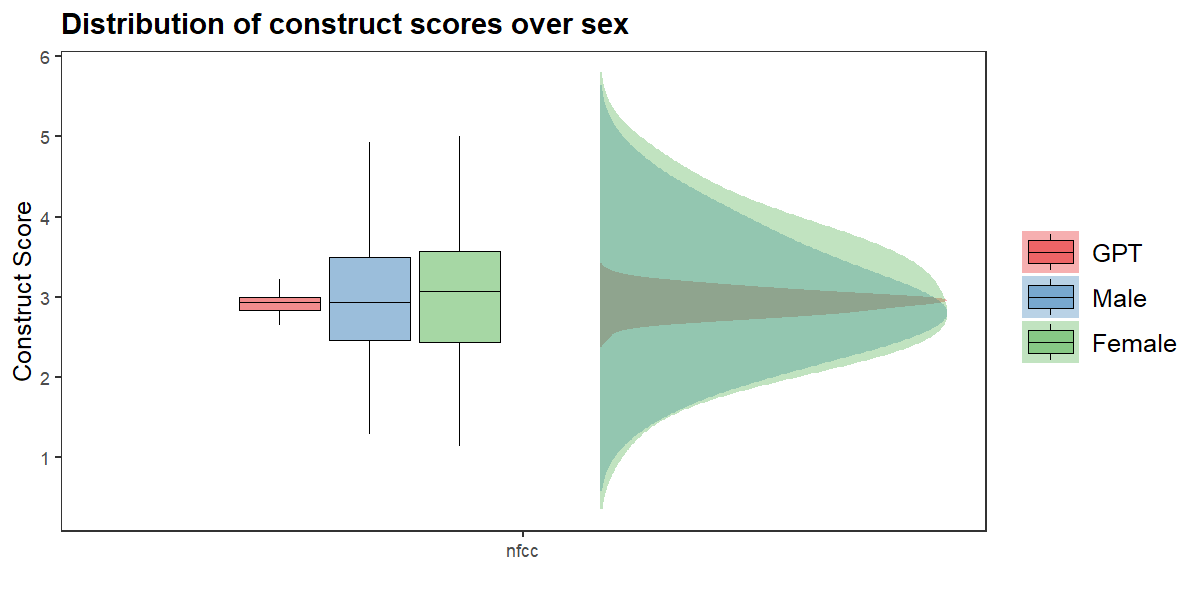 Distribution of construct scores over sex
Construct Score
6
5
4
3
2
1
nfcc
GPT
Male
Female